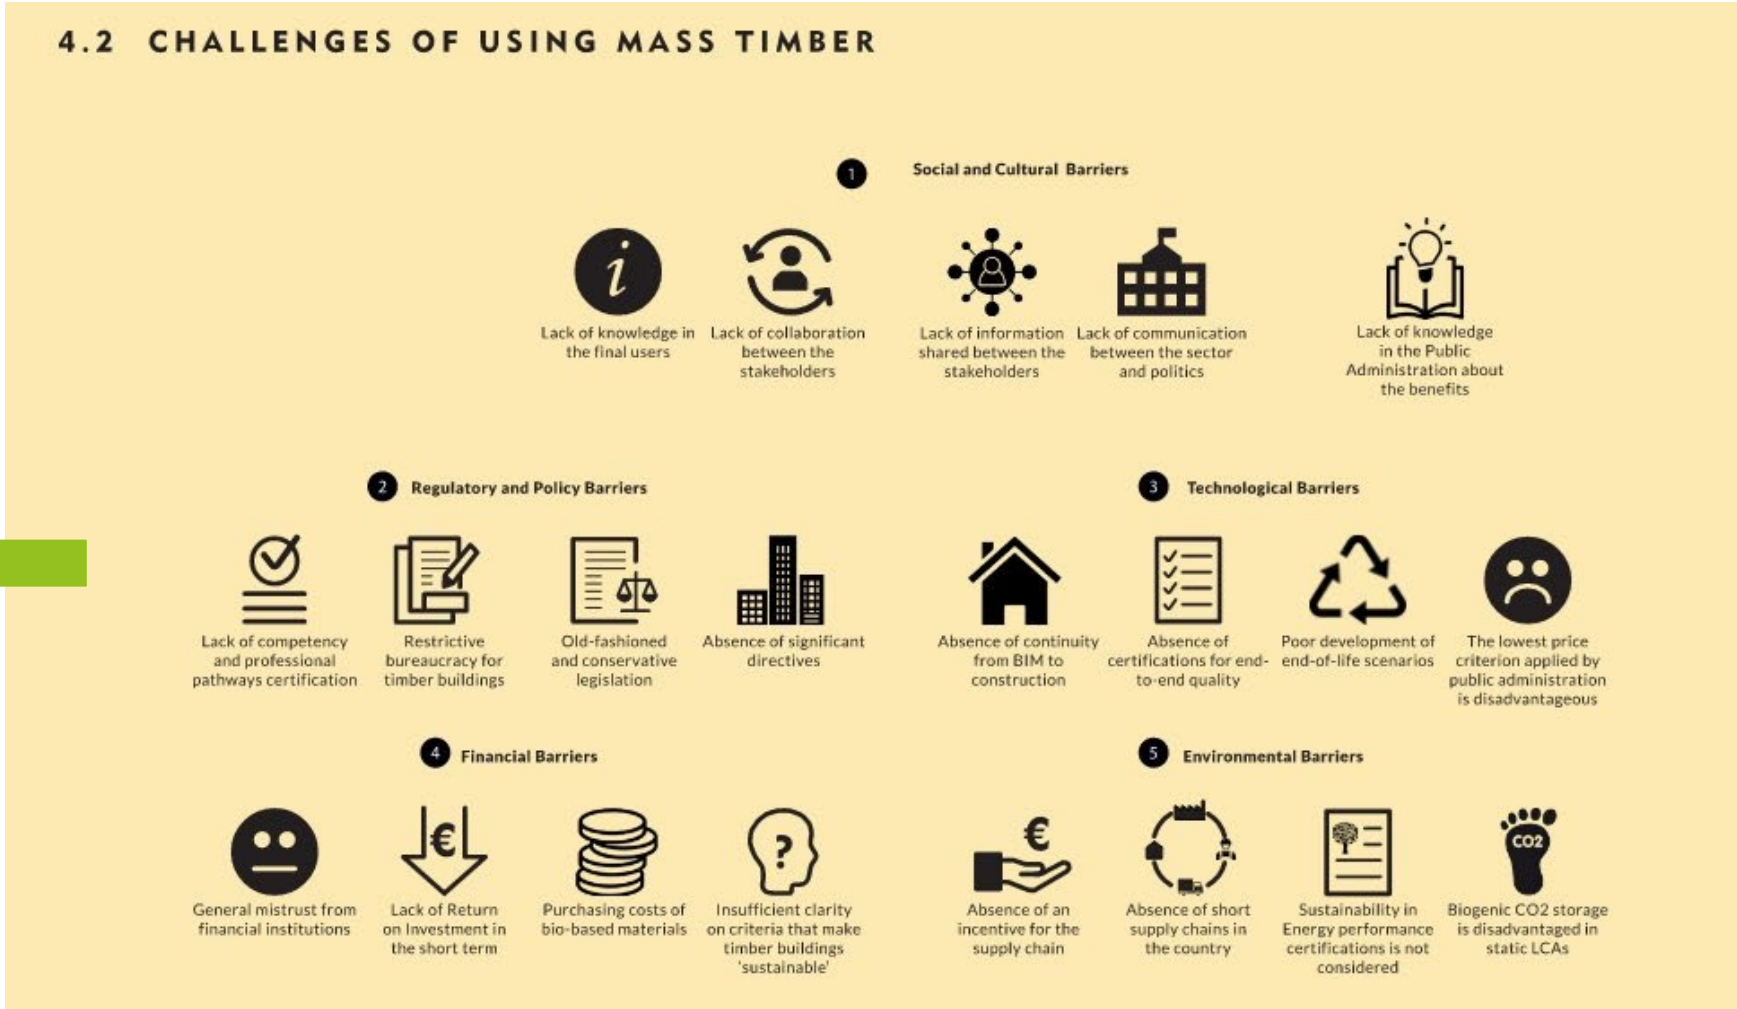 4.2 CHALLENGES OF USING MASS TIMBER
1 Social and Cultural Barriers
i
Lack of knowledge in
the final users
Lack of collaboration
between the
stakeholders
Lack of information
shared between the
stakeholders
Lack of communication
between the sector
and politics
Lack of knowledge
in the Public
Administration about
the benefits
2 Regulatory and Policy Barriers
Lack of competency
and professional
pathways certification
Restrictive
bureaucracy for
timber buildings
Old-fashioned
and conservative
legislation
Absence of significant
directives
3 Technological Barriers
Absence of continuity
from BIM to
construction
Absence of
certifications for end-
to-end quality
Poor development of
end-of-life scenarios
The lowest price
criterion applied by
public administration
is disadvantageous
4 Financial Barriers
General mistrust from
financial institutions
€
Lack of Return
on Investment in
the short term
Purchasing costs of
bio-based materials
?
Insufficient clarity
on criteria that make
timber buildings
'sustainable'
5 Environmental Barriers
€
Absence of an
incentive for the
supply chain
Absence of short
supply chains in
the country
Sustainability in
Energy performance
certifications is not
considered
CO2
Biogenic CO2 storage
is disadvantaged in
static LCAs